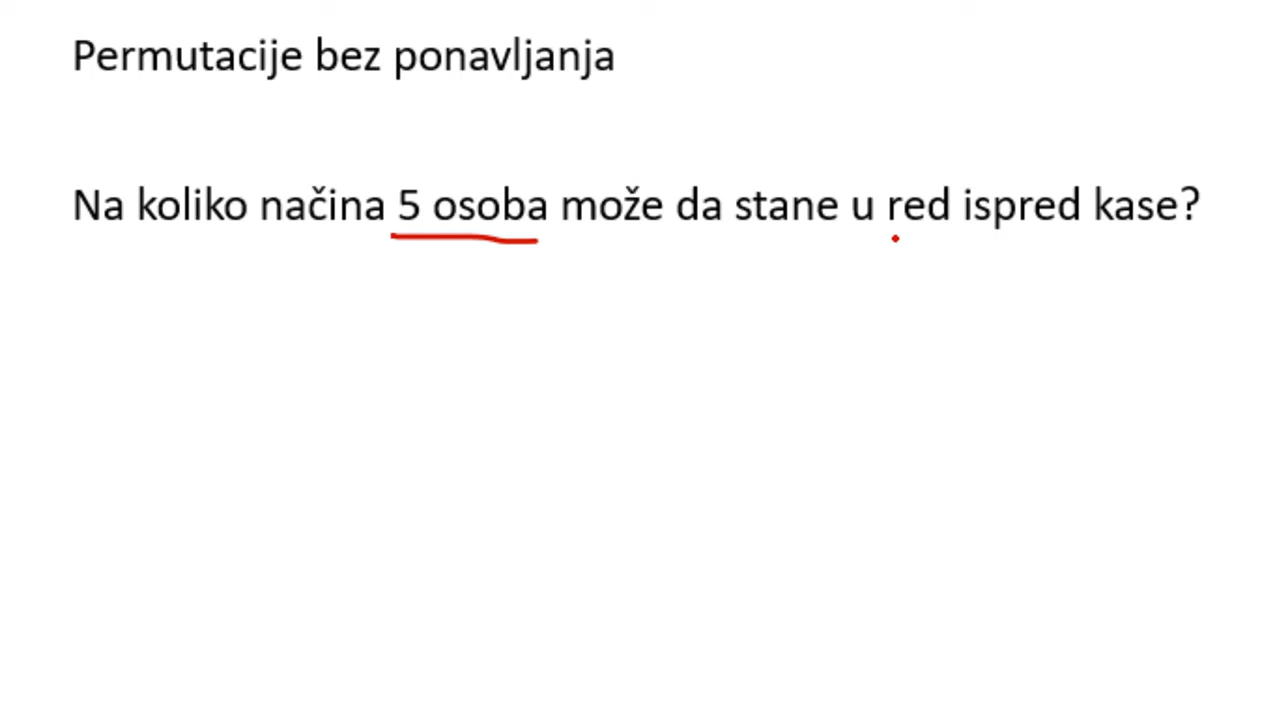 Permutacije bez ponavljanja
Na koliko načina 5 osoba može da stane u red ispred kase?